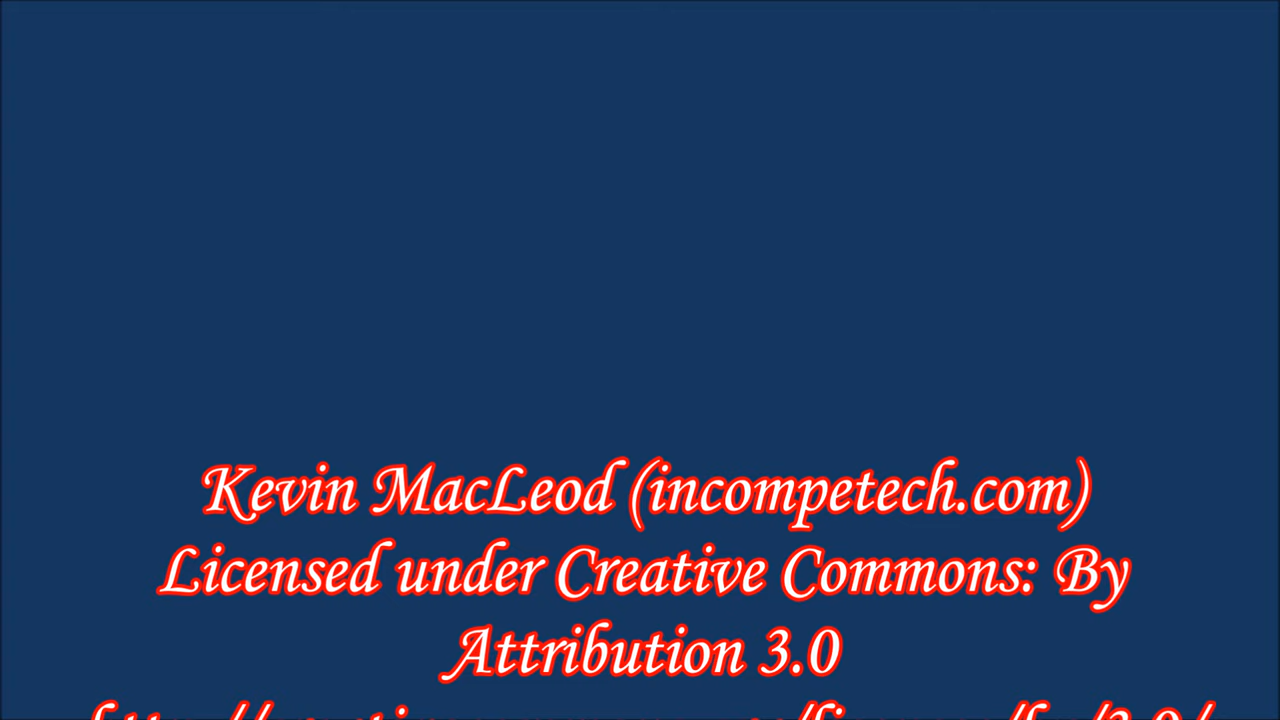 Kevin MacLeod (incompetech.com)
Licensed under Creative Commons: By
Attribution 3.0